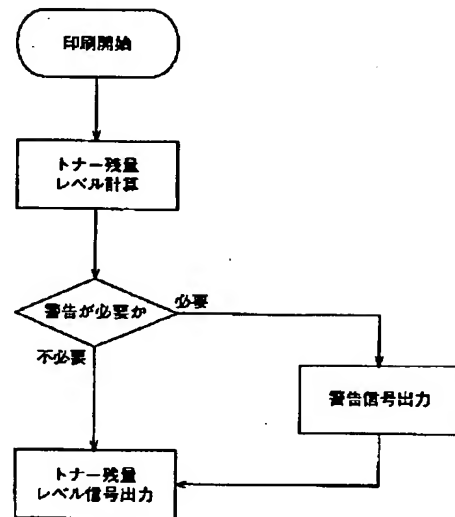 印刷開始
トナー残量
レベル計算
警告が必要か
必要
不必要
警告信号出力
トナー残量
レベル信号出力